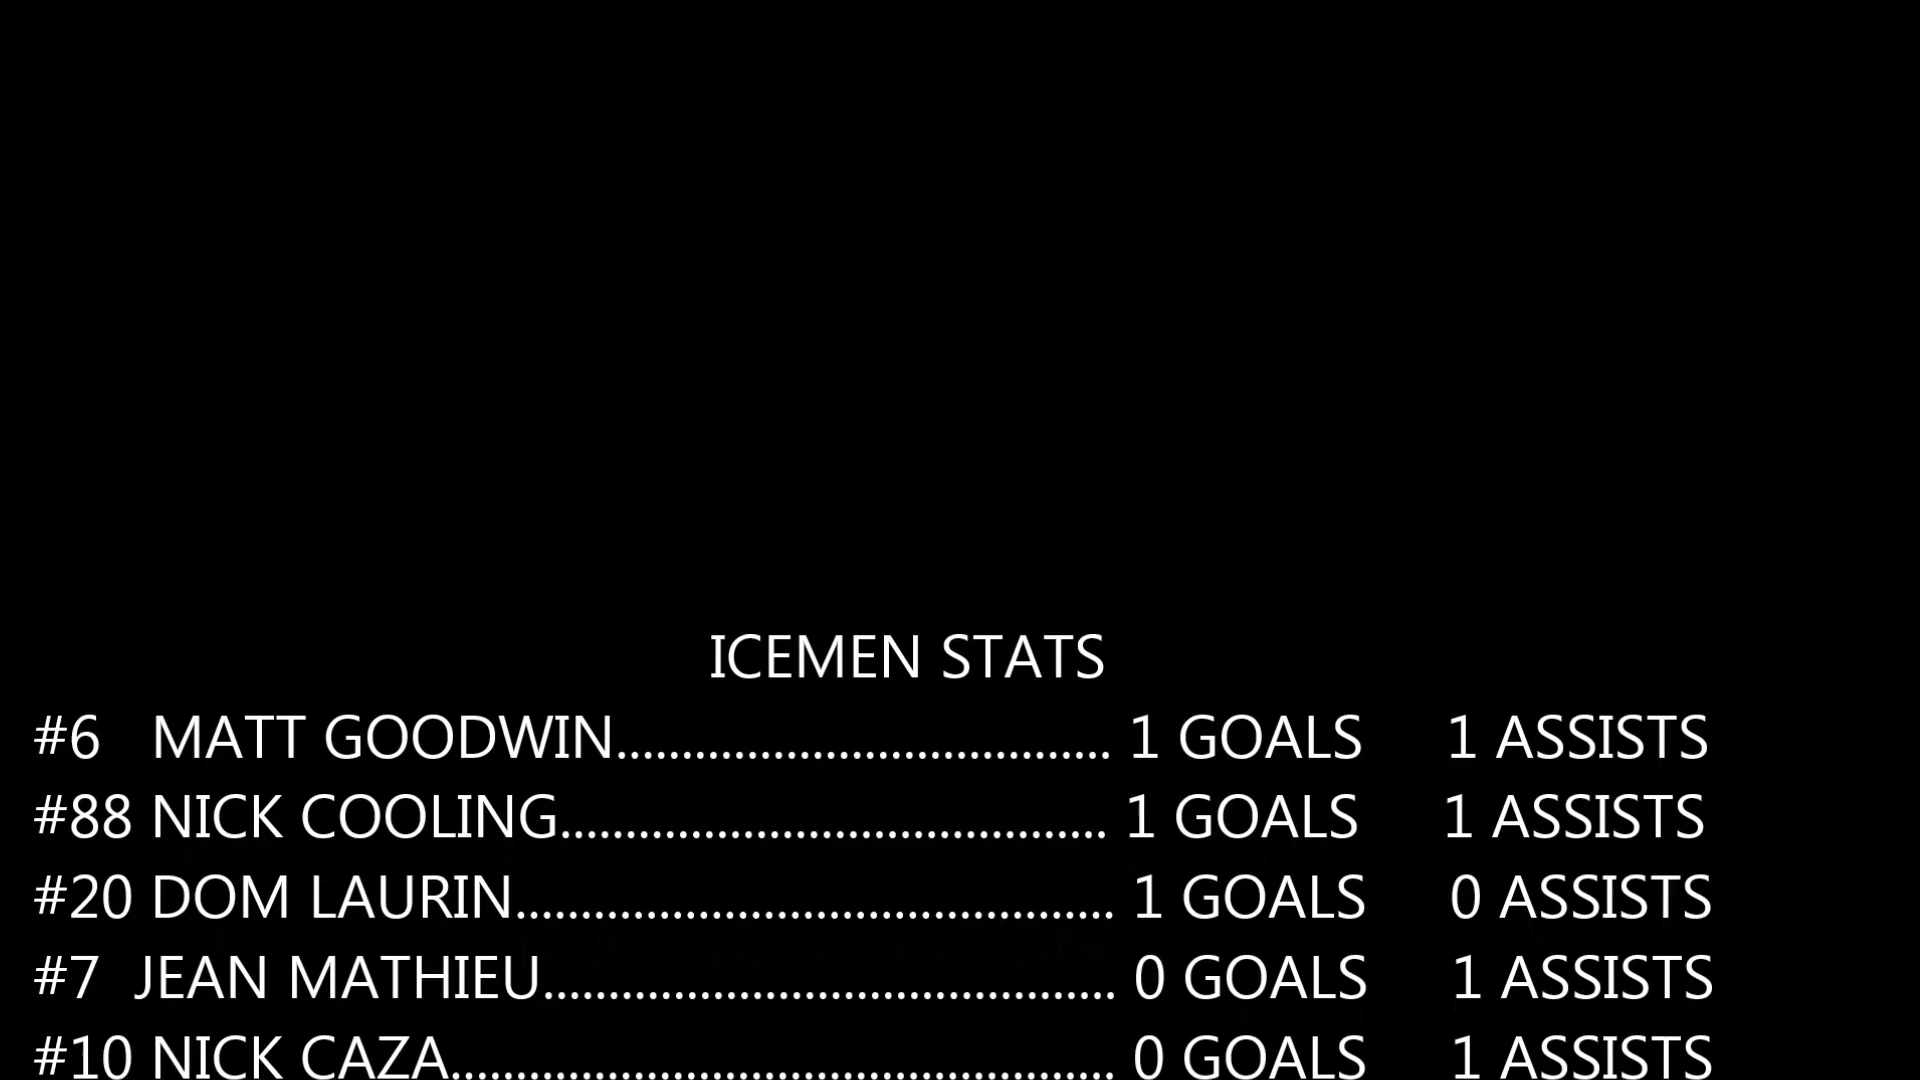 ICEMEN STATS
#6 MATT GOODWIN...................................... 1 GOALS 1 ASSISTS
#88 NICK COOLING.......................................... 1 GOALS 1 ASSISTS
#20 DOM LAURIN.............................................. 1 GOALS 0 ASSISTS
#7 JEAN MATHIEU............................................ 0 GOALS 1 ASSISTS
#10 NICK CAZA................................................... 0 GOALS 1 ASSISTS